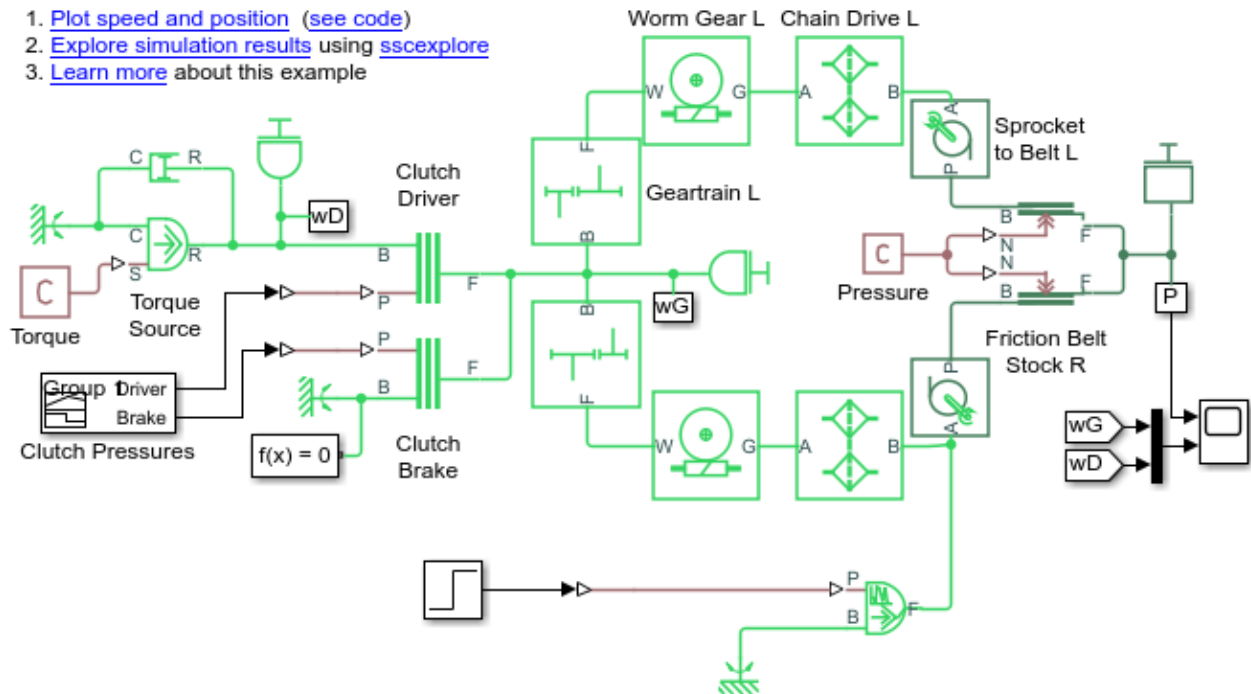 1. Plot speed and position (see code)
2. Explore simulation results using sscexplore
3. Learn more about this example
Worm Gear L
Chain Drive L
W
G
A
B
A
Sprocket
to Belt L
P
C
R
Clutch
Driver
F
Geartrain L
B
wD
C
R
S
B
F
P
C
Torque
Torque
Source
C
Pressure
B
N
N
B
F
F
wG
P
P
B
F
B
F
Friction Belt
Stock R
P
A
Group 1
Driver
Brake
Clutch Pressures
f(x) = 0
Clutch
Brake
W
G
A
B
wG
wD
P
B
F